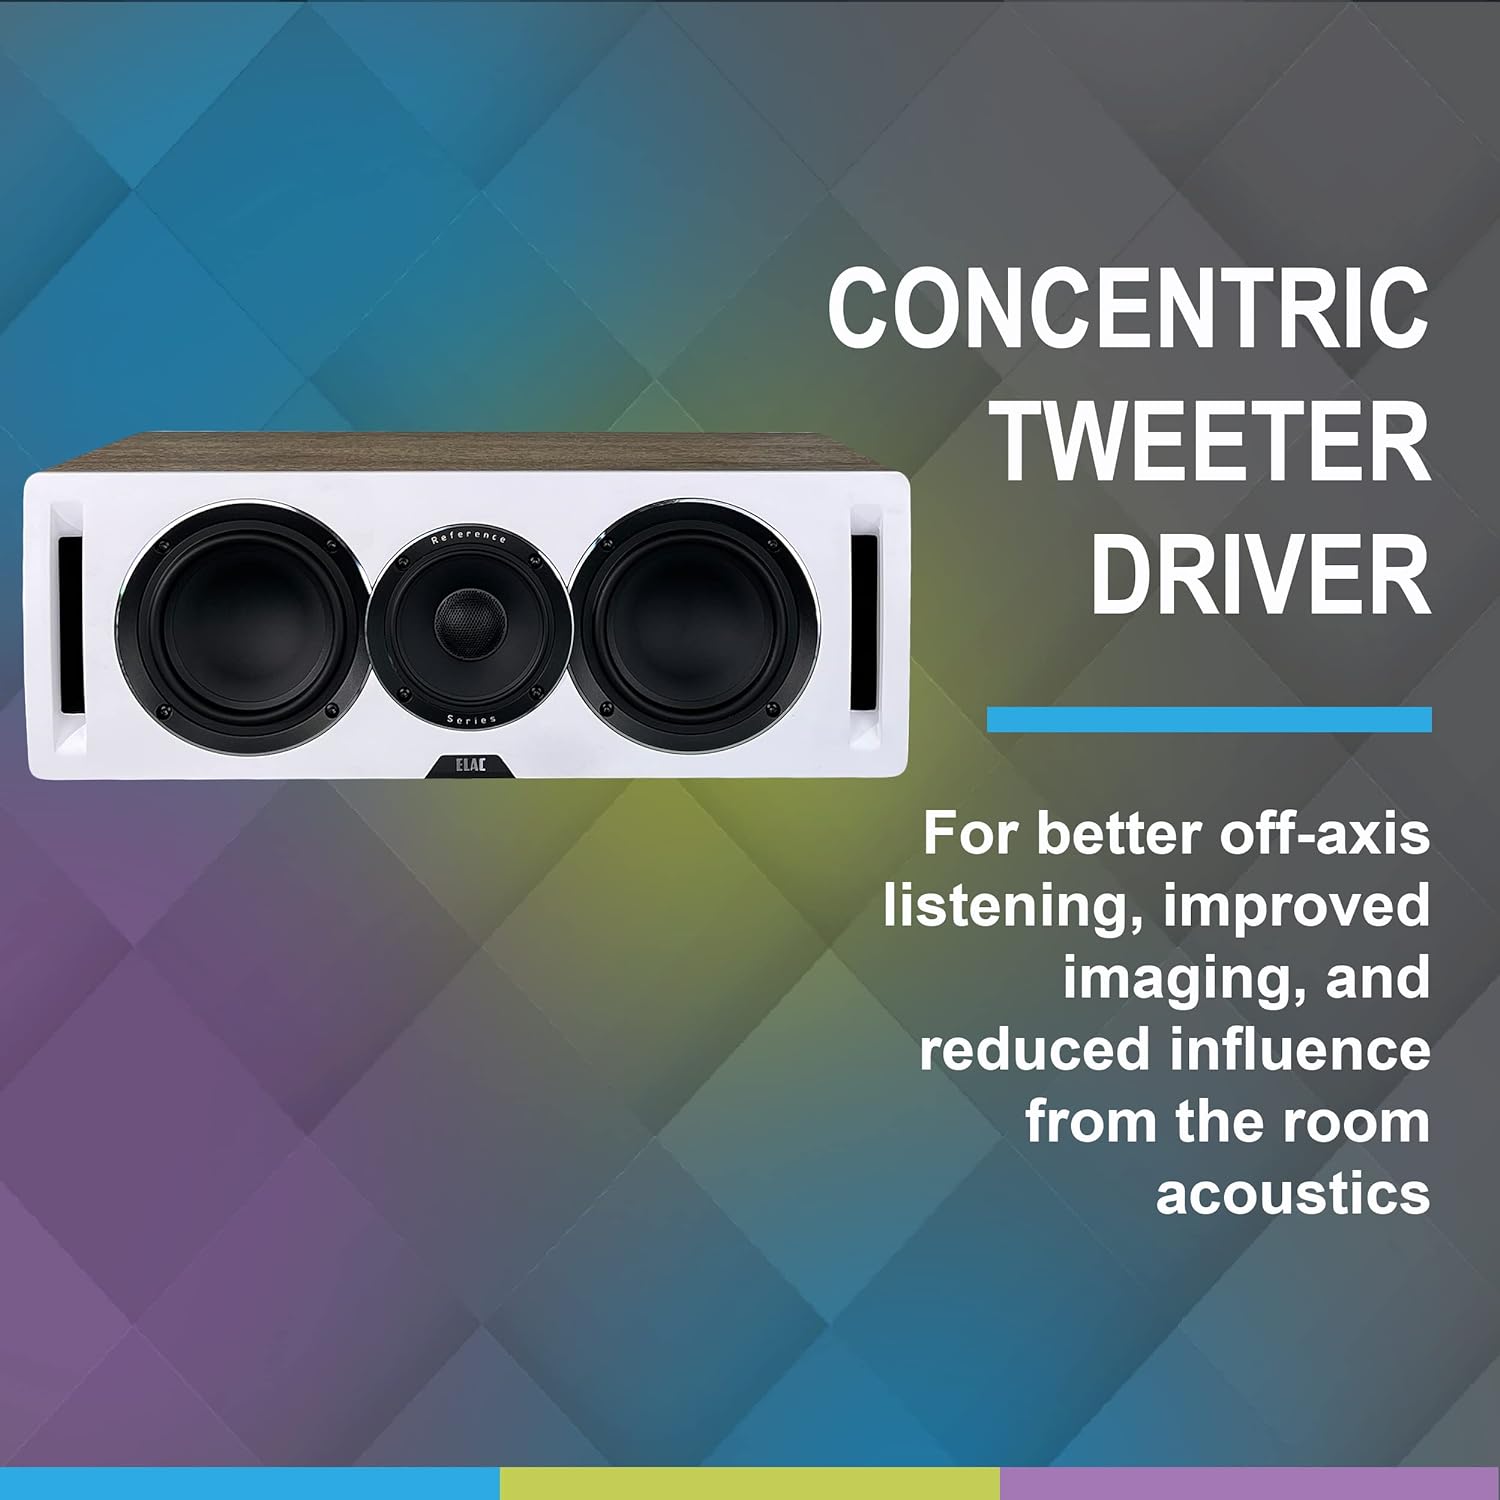 CONCENTRIC
TWEETER
DRIVER
Reference
Series
ELAC
For better off-axis
listening, improved
imaging, and
reduced influence
from the room
acoustics